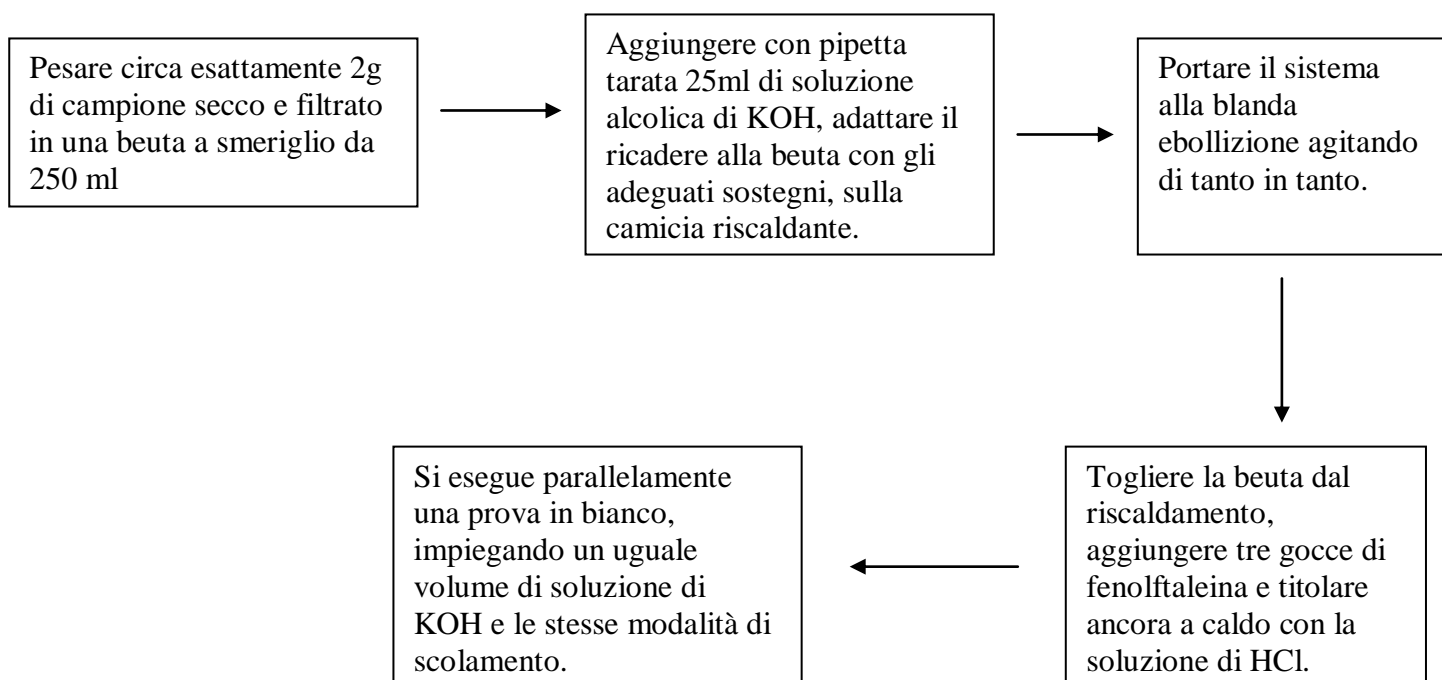 Pesare circa esattamente 2g
di campione secco e filtrato
in una beuta a smeriglio da
250 ml
Aggiungere con pipetta
tarata 25ml di soluzione
alcolica di KOH, adattare il
ricadere alla beuta con gli
adeguati sostegni, sulla
camicia riscaldante.
Portare il sistema
alla blanda
ebollizione agitando
di tanto in tanto.
Togliere la beuta dal
riscaldamento,
aggiungere tre gocce di
fenolftaleina e titolare
ancora a caldo con la
soluzione di HCl.
Si esegue parallelamente
una prova in bianco,
impiegando un uguale
volume di soluzione di
KOH e le stesse modalità di
scolamento.